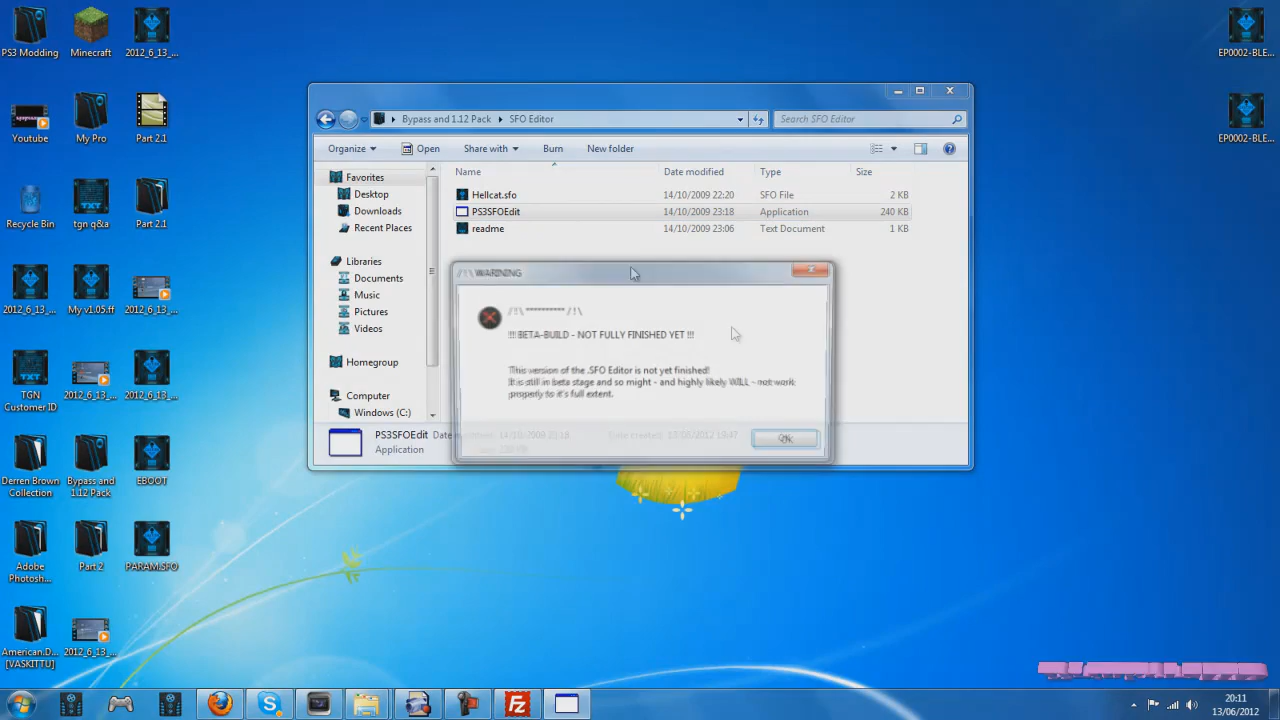 PS3 Modding
Minecraft
2012_6_13_...
EP0002-BLE...
Youtube
My Pro
Part 2.1
EP0002-BLE...
Recycle Bin
tgn q&a
Part 2.1
2012_6_13_...
My v1.05.ff
2012_6_13_...
TGN
Customer ID
2012_6_13_...
2012_6_13_...
Derren Brown
Collection
Bypass and
1.12 Pack
EBOOT
Adobe
Photosh...
Part 2
PARAM.SFO
American.D...
[VASKITTU]
2012_6_13_...
Bypass and 1.12 Pack
SFO Editor
Search SFO Editor
Organize
Open
Share with
Burn
New folder
Favorites
Desktop
Downloads
Recent Places
Libraries
Documents
Music
Pictures
Videos
Homegroup
Computer
Windows (C:)
Name Date modified Type Size
Hellcat.sfo 14/10/2009 22:20 SFO File 2 KB
PS3SFOEdit 14/10/2009 23:18 Application 240 KB
readme 14/10/2009 23:06 Text Document 1 KB
/!\ WARNING
/!\ ********** /!\
!!! BETA-BUILD - NOT FULLY FINISHED YET !!!
This version of the .SFO Editor is not yet finished!
It is still in beta stage and so might - and highly likely WILL - not work
properly to it's full extent.
OK
PS3SFOEdit
Application
20:11
13/06/2012